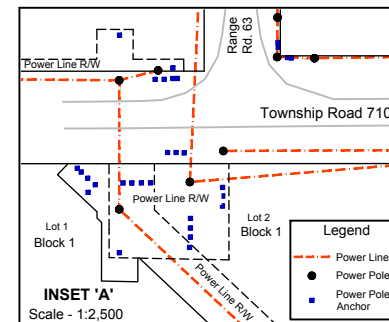 Power Line R/W
Range
Rd. 63
Township Road 710
Power Line R/W
Lot 1
Block 1
Lot 2
Block 1
Power Line R/W
INSET 'A'
Scale - 1:2,500
Legend
Power Line
Power Pole
Power Pole
Anchor